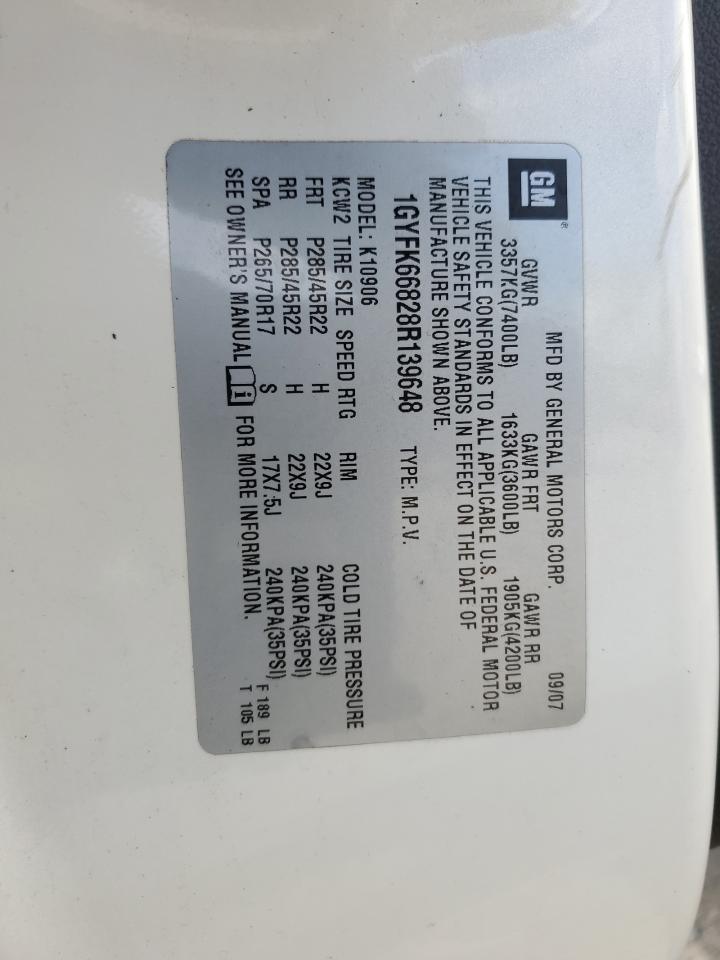 GM ®
MFD BY GENERAL MOTORS CORP. 09/07
GVWR GAWR FRT GAWR RR
3357KG(7400LB) 1633KG(3600LB) 1905KG(4200LB)
THIS VEHICLE CONFORMS TO ALL APPLICABLE U.S. FEDERAL MOTOR
VEHICLE SAFETY STANDARDS IN EFFECT ON THE DATE OF
MANUFACTURE SHOWN ABOVE.
1GYFK66828R139648 TYPE: M.P.V.
MODEL: K10906
KCW2 TIRE SIZE SPEED RTG RIM COLD TIRE PRESSURE
FRT P285/45R22 H 22X9J 240KPA(35PSI)
RR P285/45R22 H 22X9J 240KPA(35PSI)
SPA P265/70R17 S 17X7.5J 240KPA(35PSI)
SEE OWNER'S MANUAL i FOR MORE INFORMATION.
F 189 LB
T 105 LB